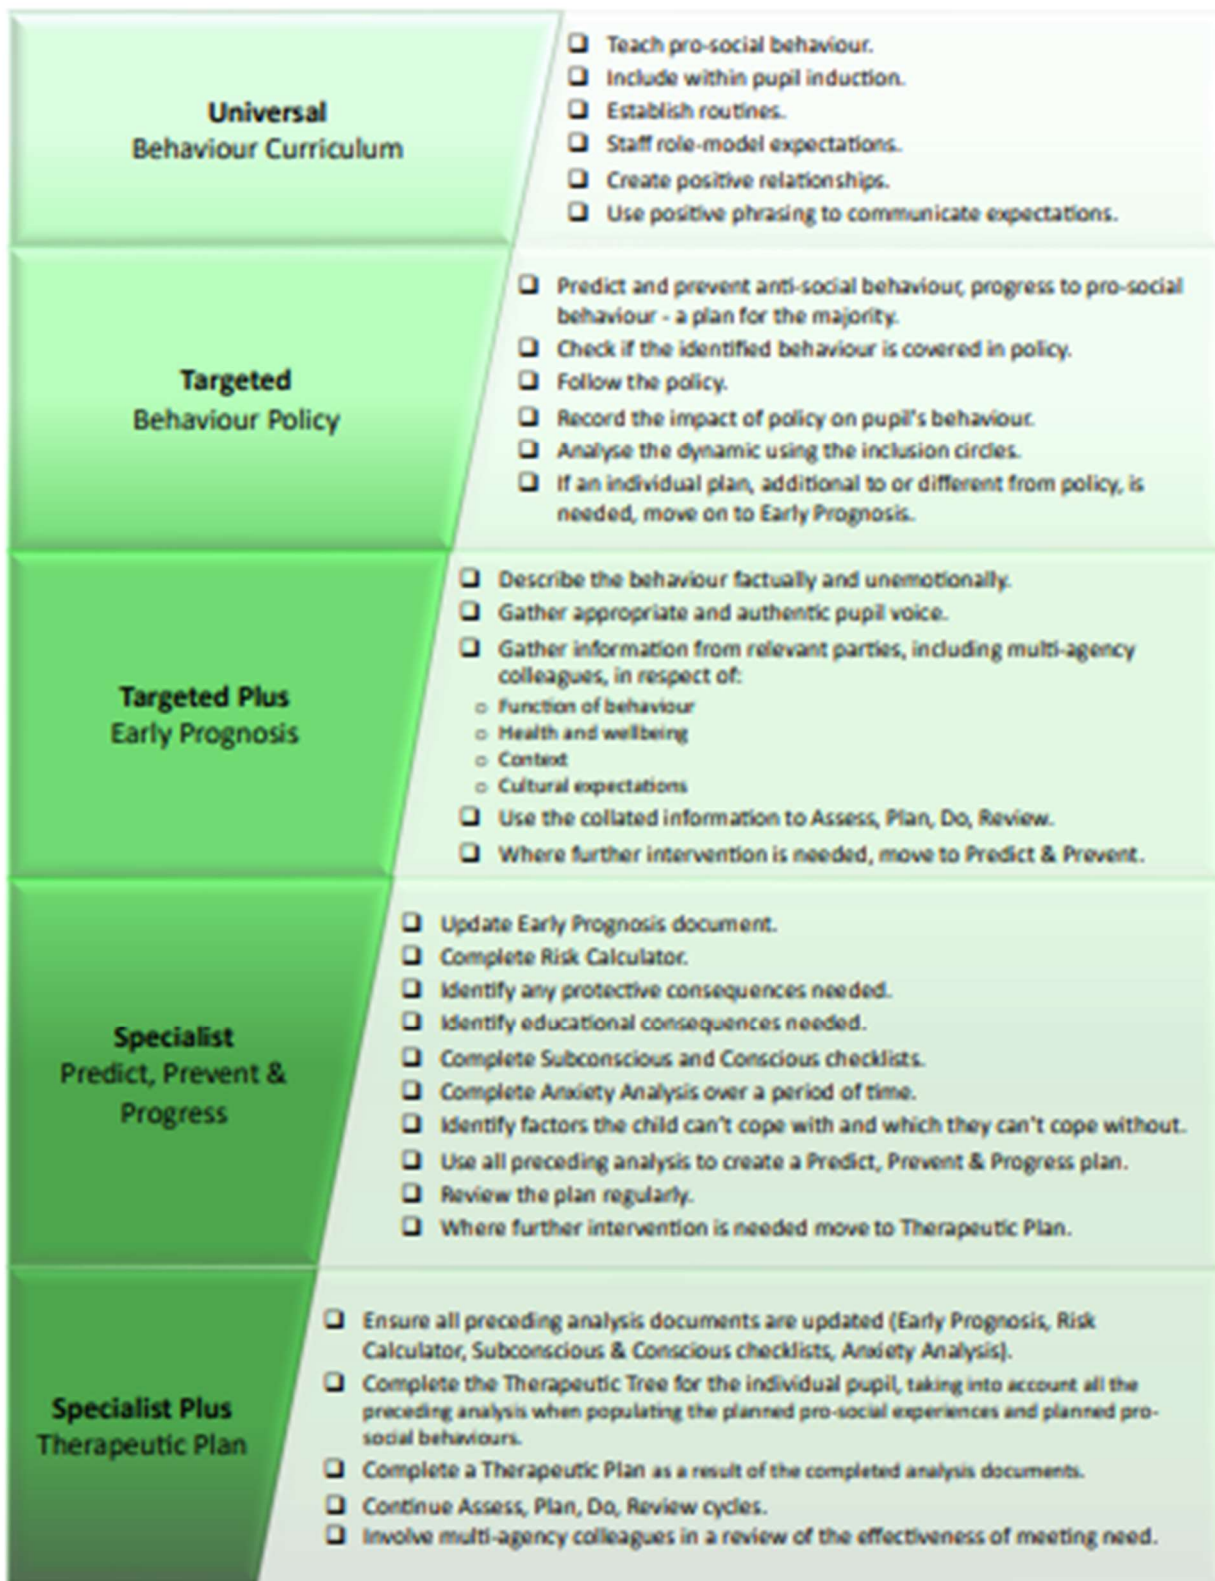 Universal
Behaviour Curriculum
❑ Teach pro-social behaviour.
❑ Include within pupil induction.
❑ Establish routines.
❑ Staff role-model expectations.
❑ Create positive relationships.
❑ Use positive phrasing to communicate expectations.
Targeted
Behaviour Policy
❑ Predict and prevent anti-social behaviour, progress to pro-social
behaviour - a plan for the majority.
❑ Check if the identified behaviour is covered in policy.
❑ Follow the policy.
❑ Record the impact of policy on pupil's behaviour.
❑ Analyse the dynamic using the inclusion circles.
❑ If an individual plan, additional to or different from policy, is
needed, move on to Early Prognosis.
Targeted Plus
Early Prognosis
❑ Describe the behaviour factually and unemotionally.
❑ Gather appropriate and authentic pupil voice.
❑ Gather information from relevant parties, including multi-agency
colleagues, in respect of:
o Function of behaviour
o Health and wellbeing
o Context
o Cultural expectations
❑ Use the collated information to Assess, Plan, Do, Review.
❑ Where further intervention is needed, move to Predict & Prevent.
Specialist
Predict, Prevent &
Progress
❑ Update Early Prognosis document.
❑ Complete Risk Calculator.
❑ Identify any protective consequences needed.
❑ Identify educational consequences needed.
❑ Complete Subconscious and Conscious checklists.
❑ Complete Anxiety Analysis over a period of time.
❑ Identify factors the child can't cope with and which they can't cope without.
❑ Use all preceding analysis to create a Predict, Prevent & Progress plan.
❑ Review the plan regularly.
❑ Where further intervention is needed move to Therapeutic Plan.
Specialist Plus
Therapeutic Plan
❑ Ensure all preceding analysis documents are updated (Early Prognosis, Risk
Calculator, Subconscious & Conscious checklists, Anxiety Analysis).
❑ Complete the Therapeutic Tree for the individual pupil, taking into account all the
preceding analysis when populating the planned pro-social experiences and planned pro-
social behaviours.
❑ Complete a Therapeutic Plan as a result of the completed analysis documents.
❑ Continue Assess, Plan, Do, Review cycles.
❑ Involve multi-agency colleagues in a review of the effectiveness of meeting need.